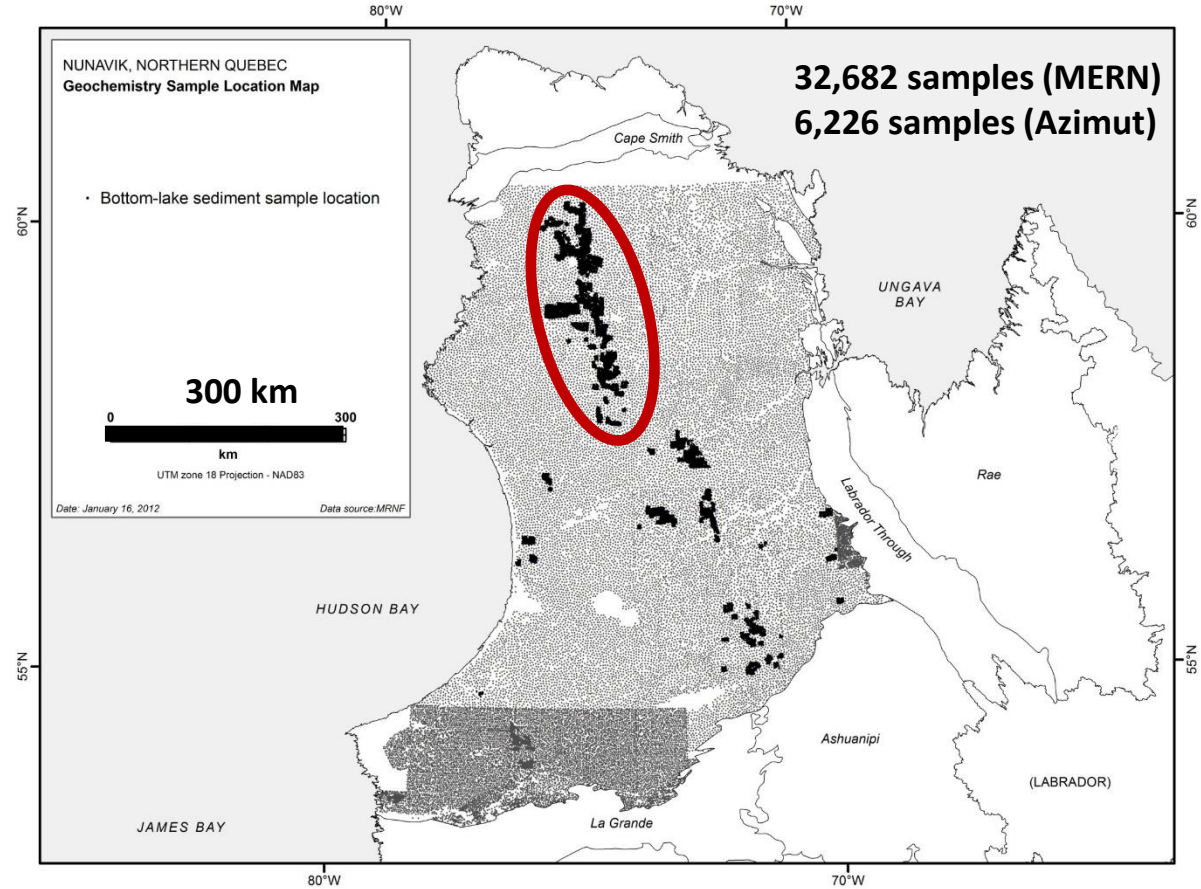 80°W
70°W
NUNAVIK, NORTHERN QUEBEC
Geochemistry Sample Location Map
Bottom-lake sediment sample location
300 km
0 300
km
UTM zone 18 Projection - NAD83
Date: January 16, 2012 Data source:MRNF
32,682 samples (MERN)
6,226 samples (Azimut)
Cape Smith
60°N
60°N
UNGAVA
BAY
Rae
Labrador Through
HUDSON BAY
55°N
55°N
Ashuanipi
(LABRADOR)
La Grande
JAMES BAY
80°W
70°W